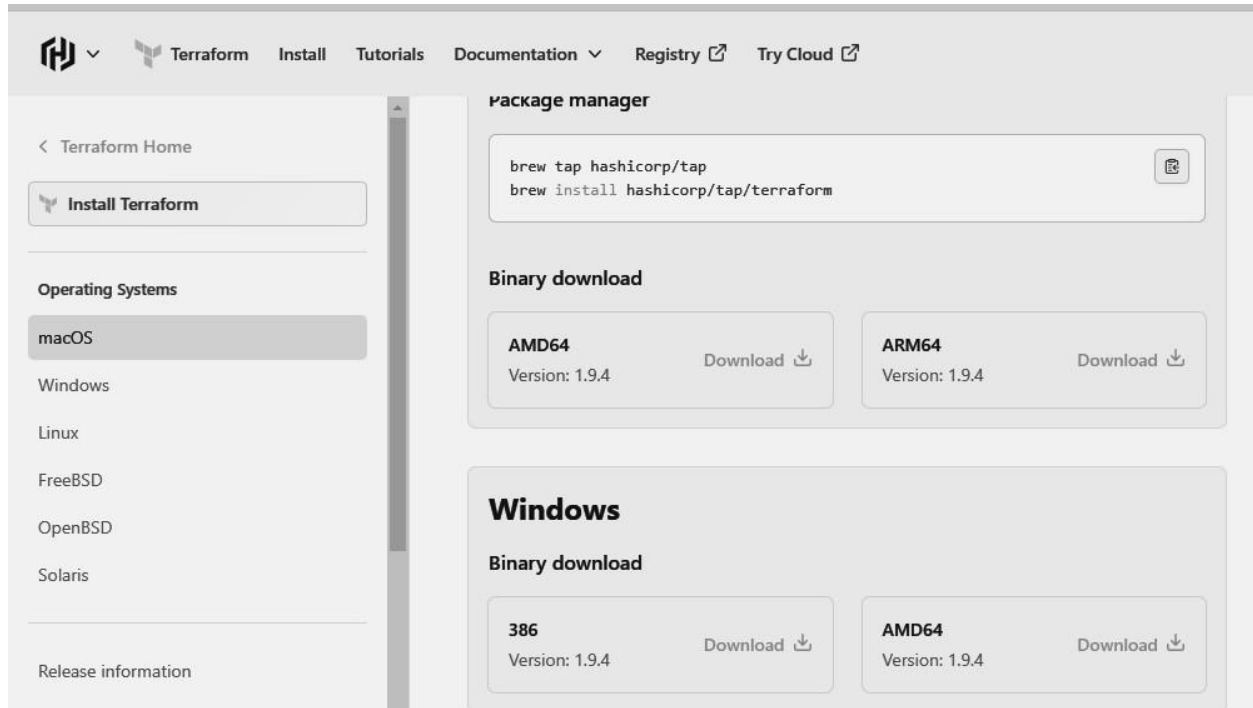 Terraform Install Tutorials Documentation Registry Try Cloud
Terraform Home
Install Terraform
Operating Systems
macOS
Windows
Linux
FreeBSD
OpenBSD
Solaris
Release information
Package manager
brew tap hashicorp/tap
brew install hashicorp/tap/terraform
Binary download
AMD64
Version: 1.9.4
Download
ARM64
Version: 1.9.4
Download
Windows
Binary download
386
Version: 1.9.4
Download
AMD64
Version: 1.9.4
Download